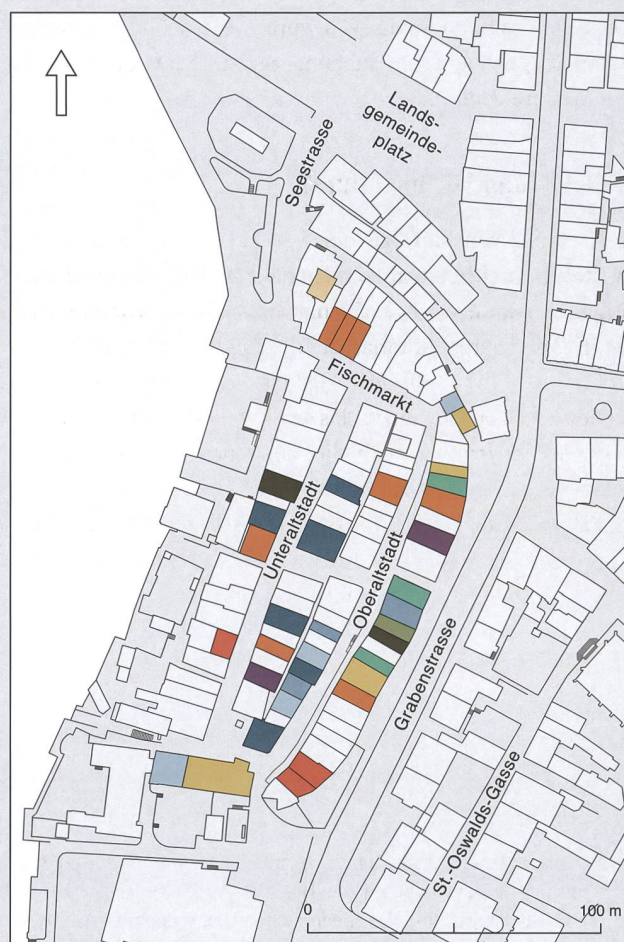 Lands-
gemeinde-
platz
Seestrasse
Fischmarkt
Unteraltstadt
Oberaltstadt
Grabenstrasse
St.-Oswalds-Gasse
0
100 m